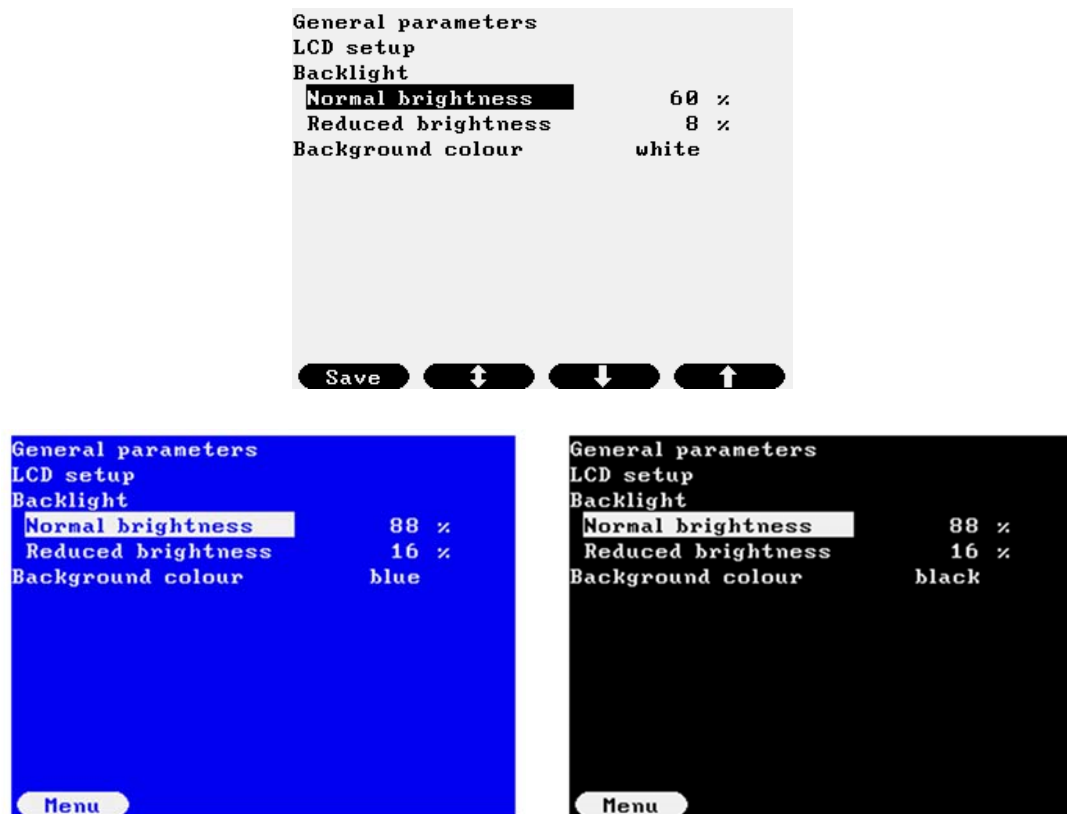 General parameters
LCD setup
Backlight
Normal brightness 60 %
Reduced brightness 8 %
Background colour white
Save
General parameters
LCD setup
Backlight
Normal brightness 88 %
Reduced brightness 16 %
Background colour blue
Menu
General parameters
LCD setup
Backlight
Normal brightness 88 %
Reduced brightness 16 %
Background colour black
Menu